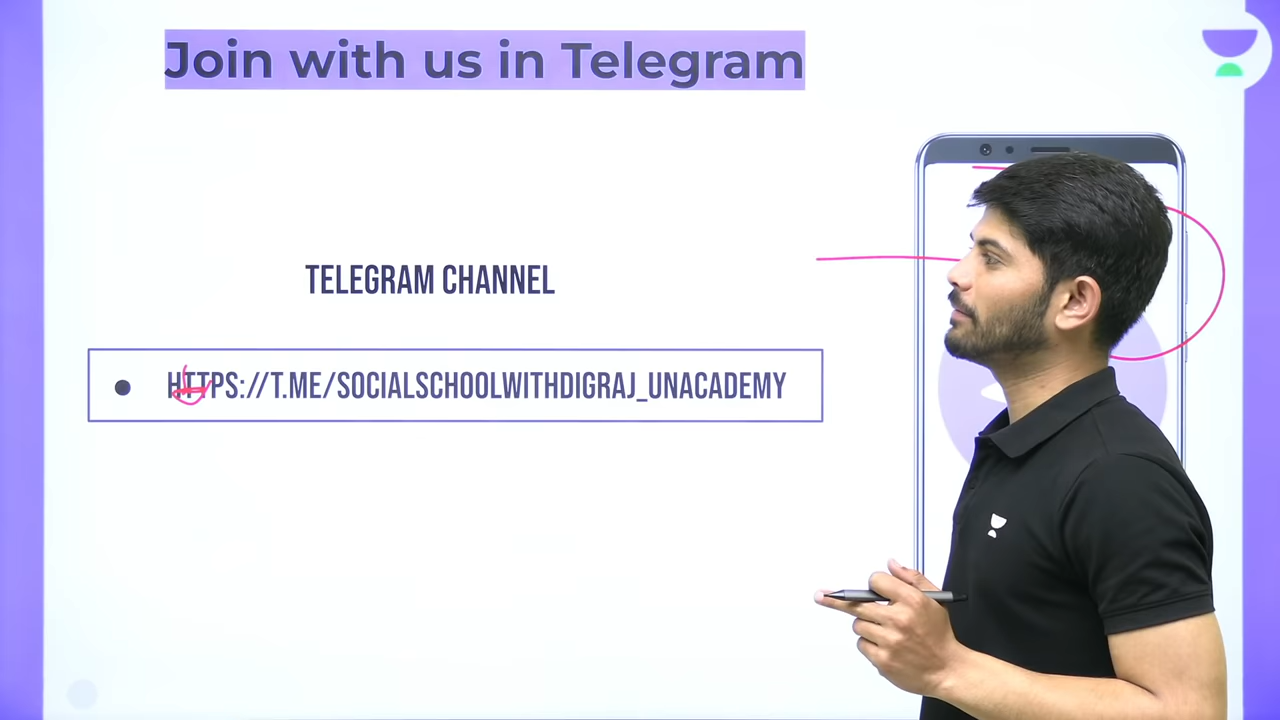 Join with us in Telegram
TELEGRAM CHANNEL
• HTTPS://T.ME/SOCIALSCHOOLWITHDIGRAJ_UNACADEMY